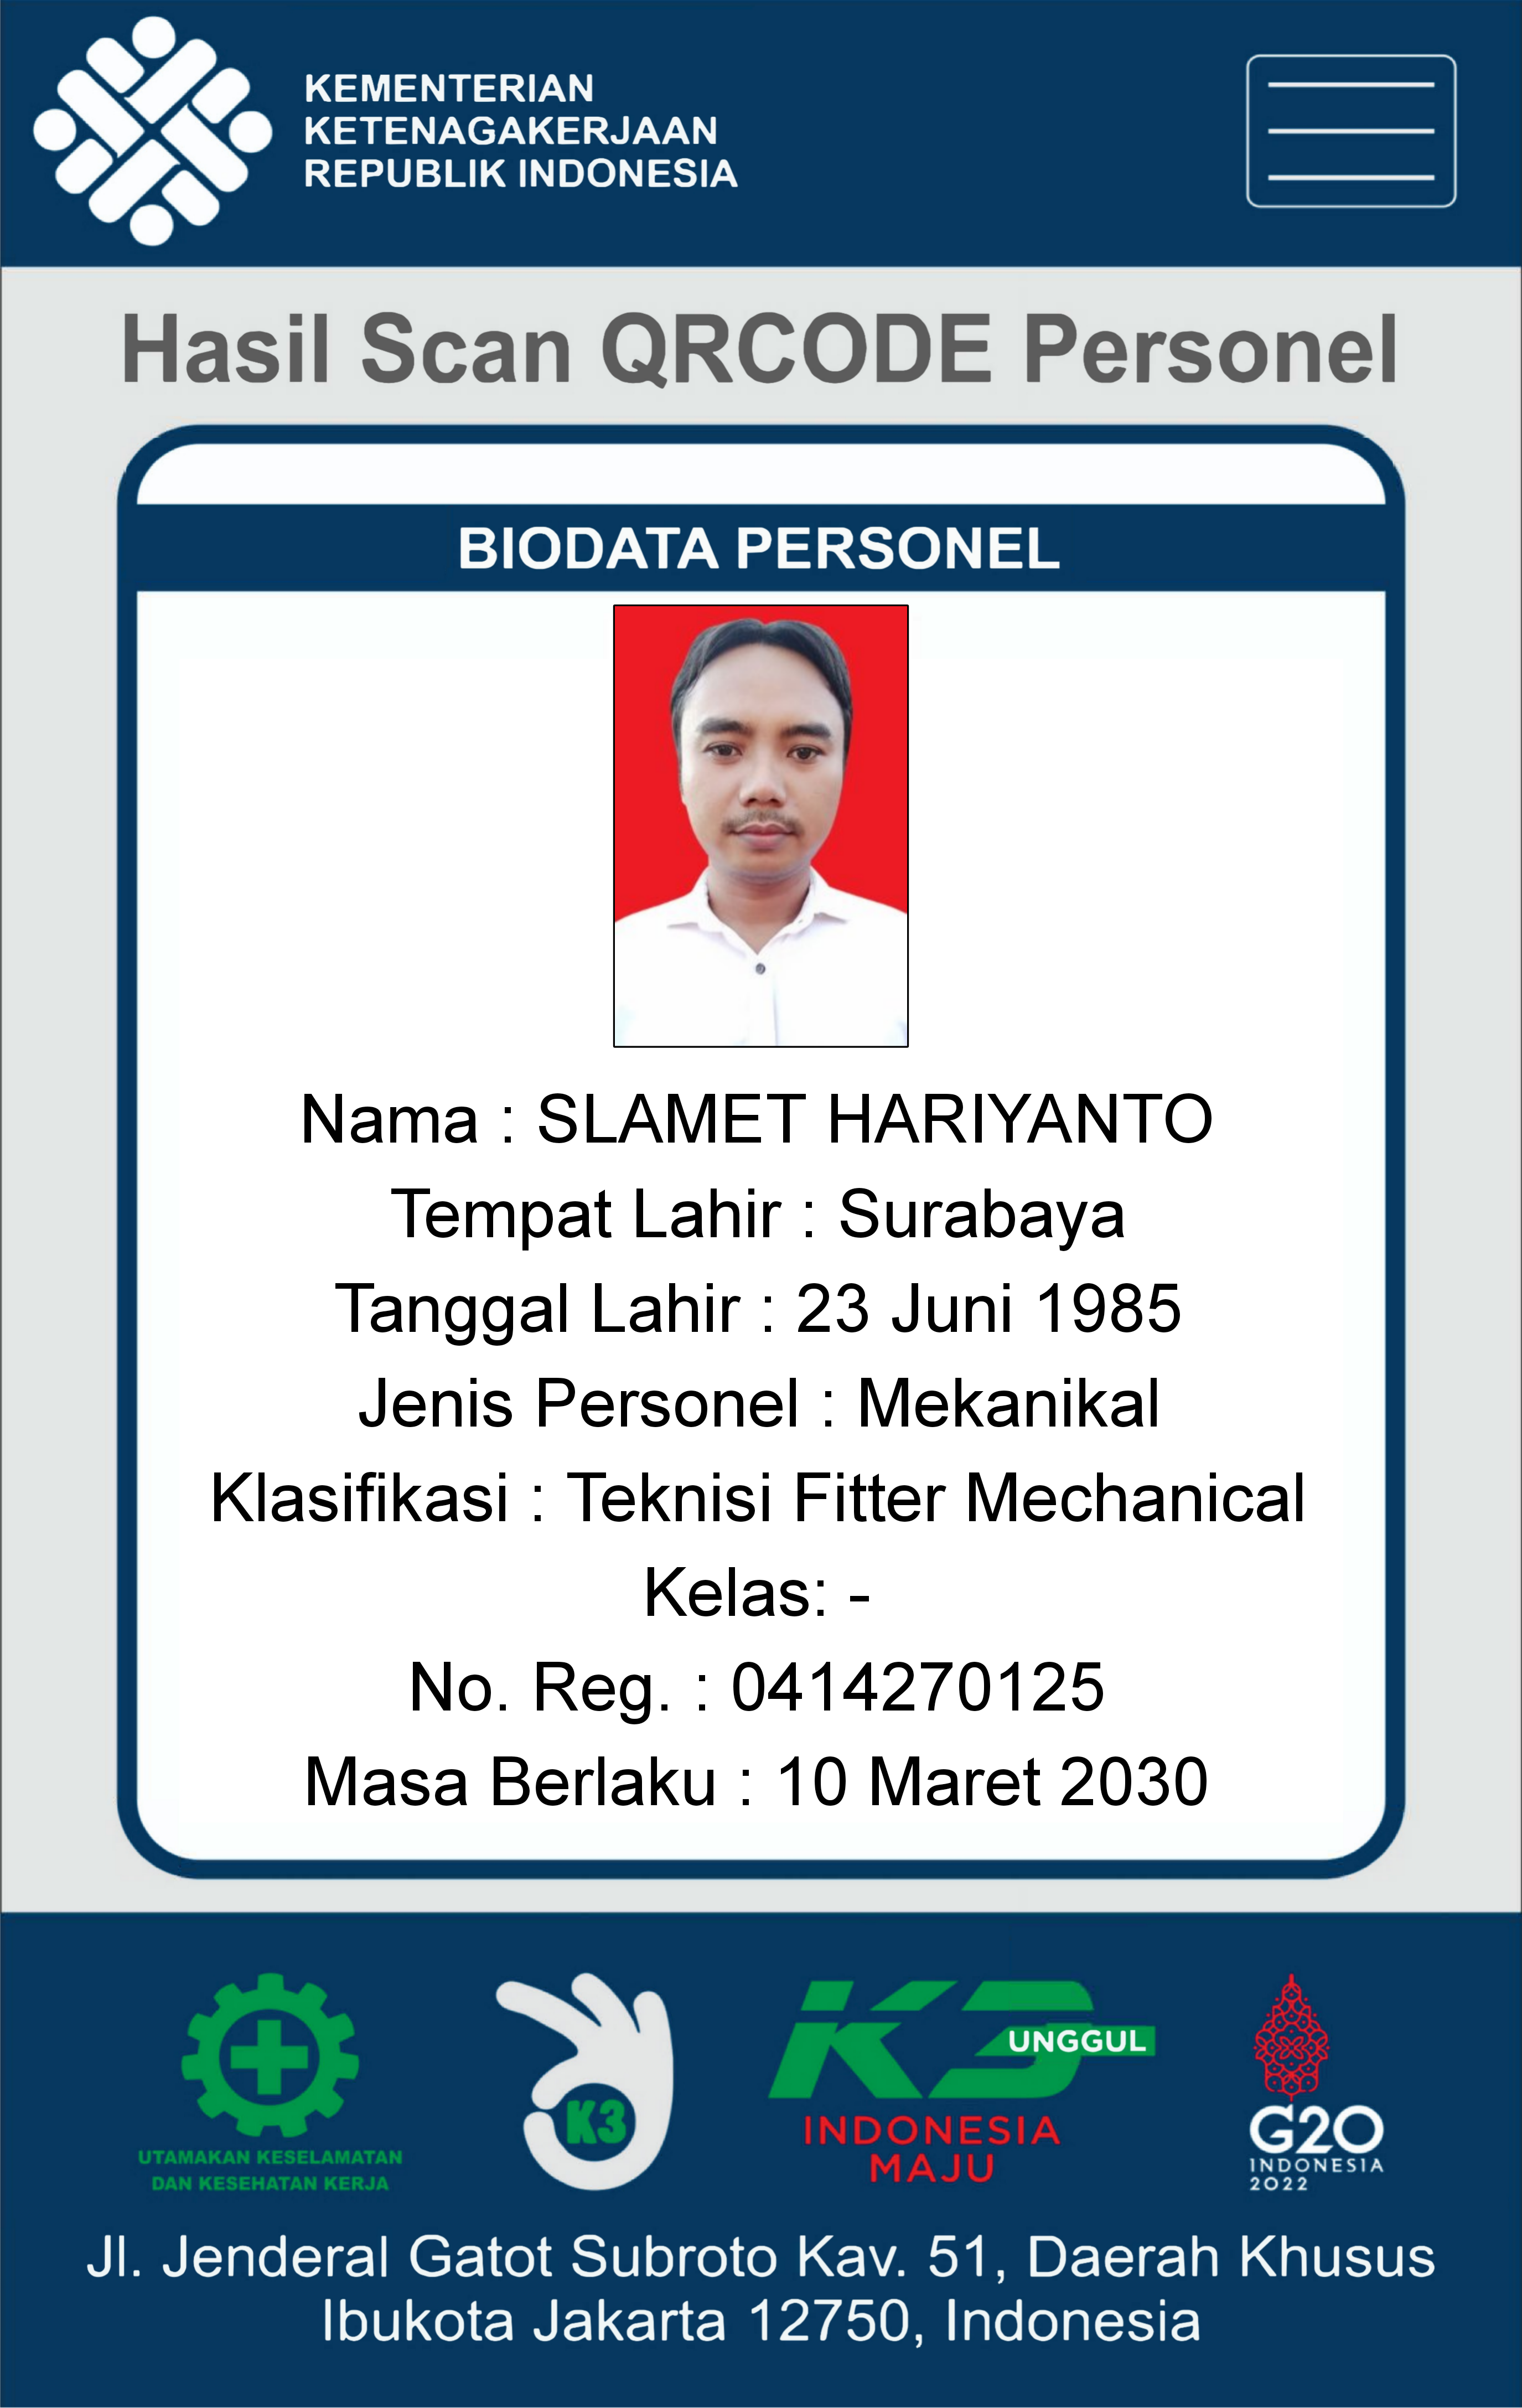 KEMENTERIAN
KETENAGAKERJAAN
REPUBLIK INDONESIA
Hasil Scan QRCODE Personel
BIODATA PERSONEL
Nama : SLAMET HARIYANTO
Tempat Lahir : Surabaya
Tanggal Lahir : 23 Juni 1985
Jenis Personel : Mekanikal
Klasifikasi : Teknisi Fitter Mechanical
Kelas: -
No. Reg. : 0414270125
Masa Berlaku : 10 Maret 2030
UTAMAKAN KESELAMATAN
DAN KESEHATAN KERJA
K3
K3
UNGGUL
INDONESIA
MAJU
G20
INDONESIA
2022
Jl. Jenderal Gatot Subroto Kav. 51, Daerah Khusus
Ibukota Jakarta 12750, Indonesia